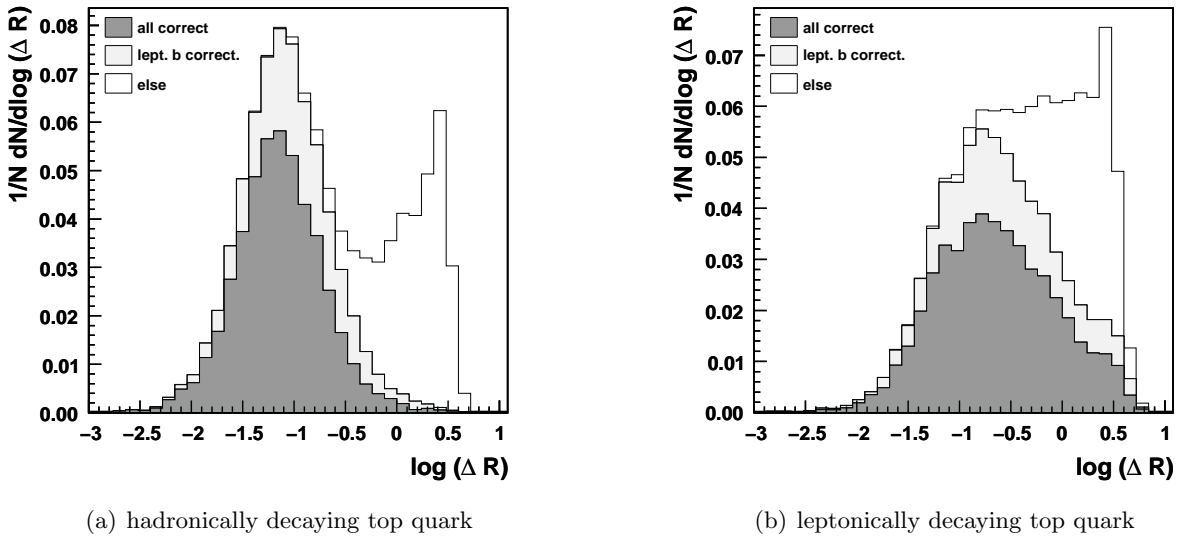 1/N dN/dlog (Δ R)
all correct
lept. b correct.
else
0.08
0.07
0.06
0.05
0.04
0.03
0.02
0.01
0.00
−3 −2.5 −2 −1.5 −1 −0.5 0 0.5 1
log (Δ R)
(a) hadronically decaying top quark
1/N dN/dlog (Δ R)
all correct
lept. b correct.
else
0.07
0.06
0.05
0.04
0.03
0.02
0.01
0.00
−3 −2.5 −2 −1.5 −1 −0.5 0 0.5 1
log (Δ R)
(b) leptonically decaying top quark